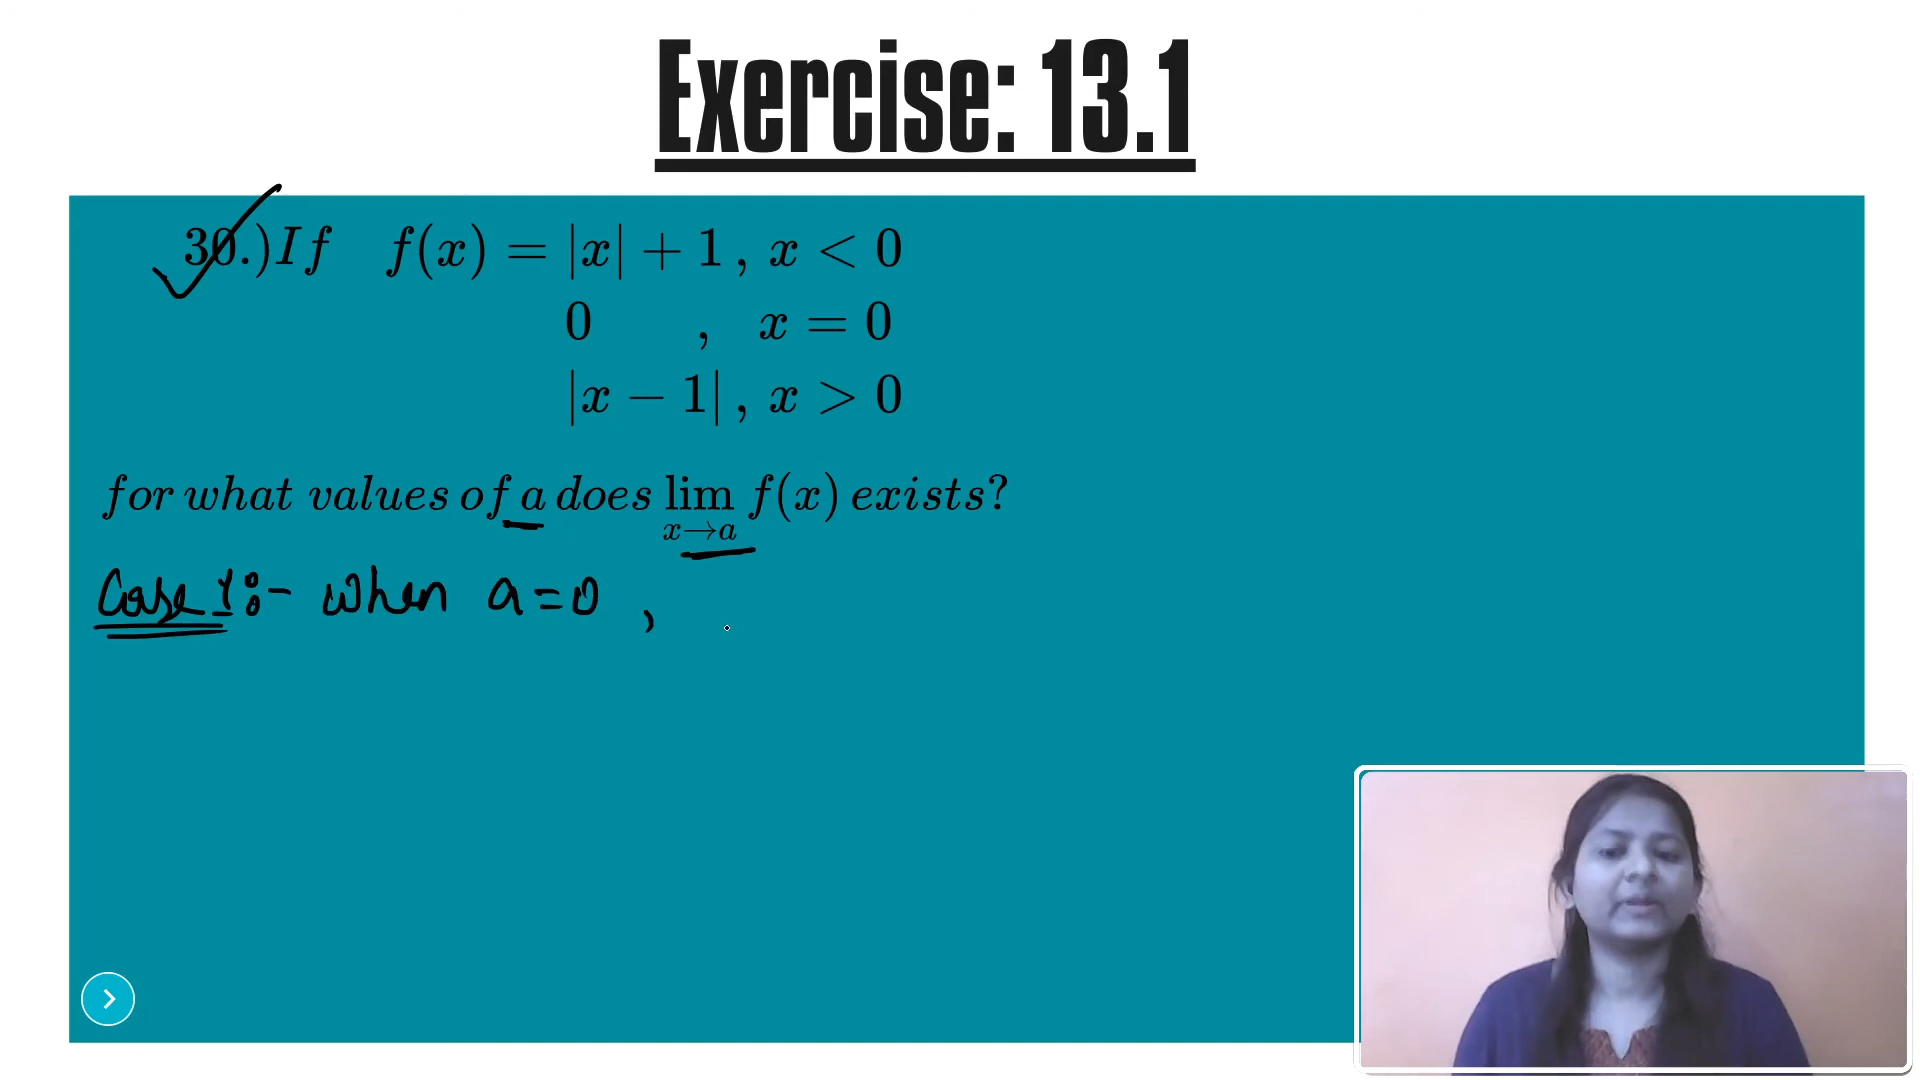 Exercise: 13.1
30.) If f(x) = |x| + 1 , x < 0
0 , x = 0
|x − 1| , x > 0
for what values of a does lim f(x) exists?
x→a
Case 1:- when a=0 ,